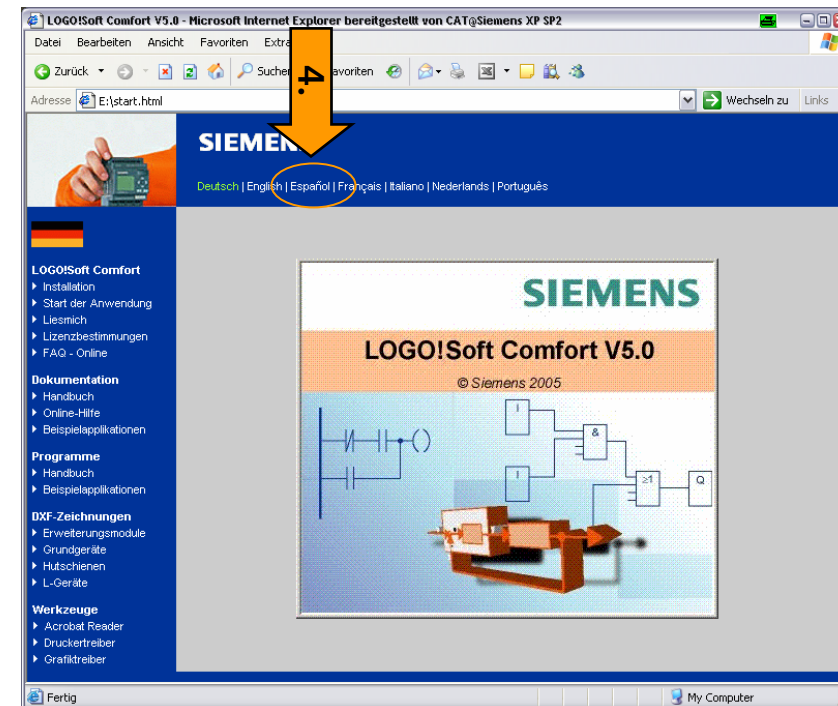 LOGO!Soft Comfort V5.0 - Microsoft Internet Explorer bereitgestellt von CAT@Siemens XP SP2
Datei Bearbeiten Ansicht Favoriten Extra
4.
Zurück Suchen avoriten
Adresse E:\start.html Wechseln zu Links
SIEMEN
Deutsch | English | Español | Français | Italiano | Nederlands | Português
LOGO!Soft Comfort
Installation
Start der Anwendung
Liesmich
Lizenzbestimmungen
FAQ - Online
Dokumentation
Handbuch
Online-Hilfe
Beispielapplikationen
Programme
Handbuch
Beispielapplikationen
DXF-Zeichnungen
Erweiterungsmodule
Grundgeräte
Hutschienen
L-Geräte
Werkzeuge
Acrobat Reader
Druckertreiber
Grafiktreiber
SIEMENS
LOGO!Soft Comfort V5.0
© Siemens 2005
I
&
I
≥1
Q
Fertig My Computer